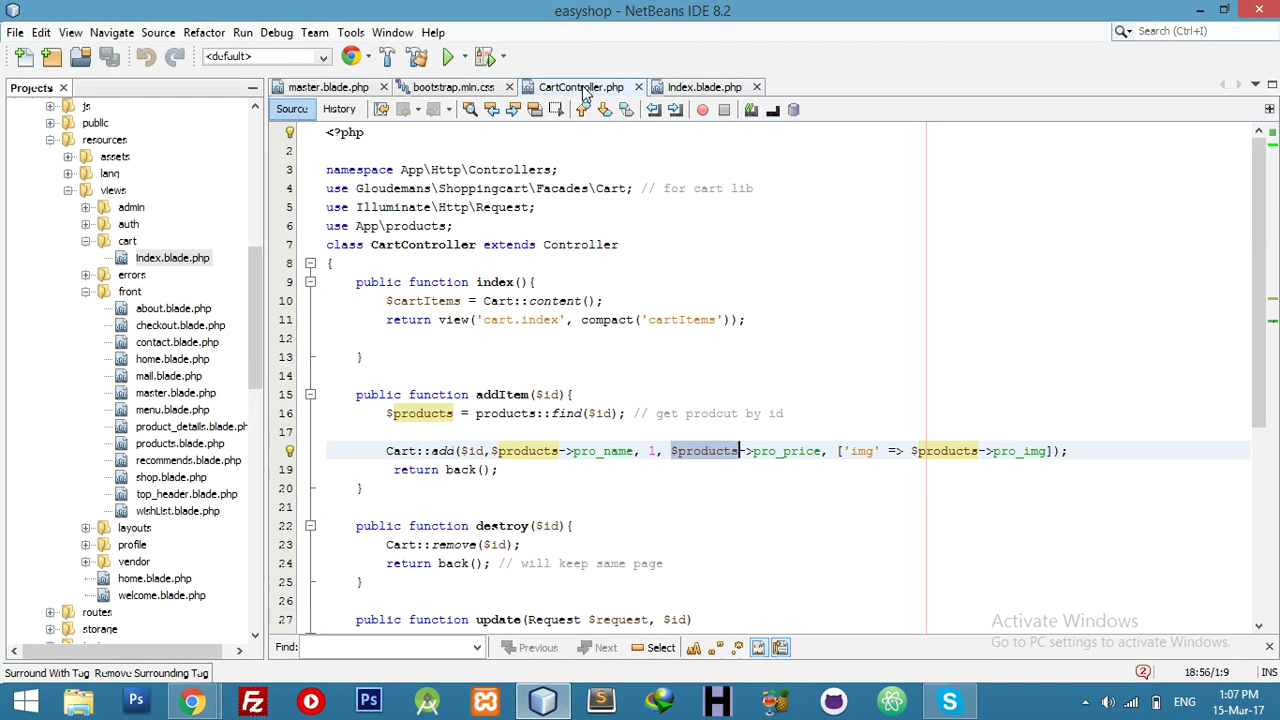 easyshop - NetBeans IDE 8.2
File Edit View Navigate Source Refactor Run Debug Team Tools Window Help
Search (Ctrl+I)
<default>
Projects
master.blade.php
bootstrap.min.css
CartController.php
index.blade.php
Source
History
js
public
resources
assets
lang
views
admin
auth
cart
index.blade.php
errors
front
about.blade.php
checkout.blade.php
contact.blade.php
home.blade.php
mail.blade.php
master.blade.php
menu.blade.php
product_details.blade.ph
products.blade.php
recommends.blade.php
shop.blade.php
top_header.blade.php
wishList.blade.php
layouts
profile
vendor
home.blade.php
welcome.blade.php
routes
storage
<?php
2
3 namespace App\Http\Controllers;
4 use Gloudemans\Shoppingcart\Facades\Cart; // for cart lib
5 use Illuminate\Http\Request;
6 use App\products;
7 class CartController extends Controller
8 {
9 public function index(){
10 $cartItems = Cart::content();
11 return view('cart.index', compact('cartItems'));
12
13 }
14
15 public function addItem($id){
16 $products = products::find($id); // get prodcut by id
17
Cart::add($id,$products->pro_name, 1, $products->pro_price, ['img' => $products->pro_img]);
19 return back();
20 }
21
22 public function destroy($id){
23 Cart::remove($id);
24 return back(); // will keep same page
25 }
26
27 public function update(Request $request, $id)
Activate Windows
Go to PC settings to activate Windows.
Find:
Previous
Next
Select
Surround With Tag Remove Surrounding Tag
2
18:56/1:9
INS
ENG
1:07 PM
15-Mar-17